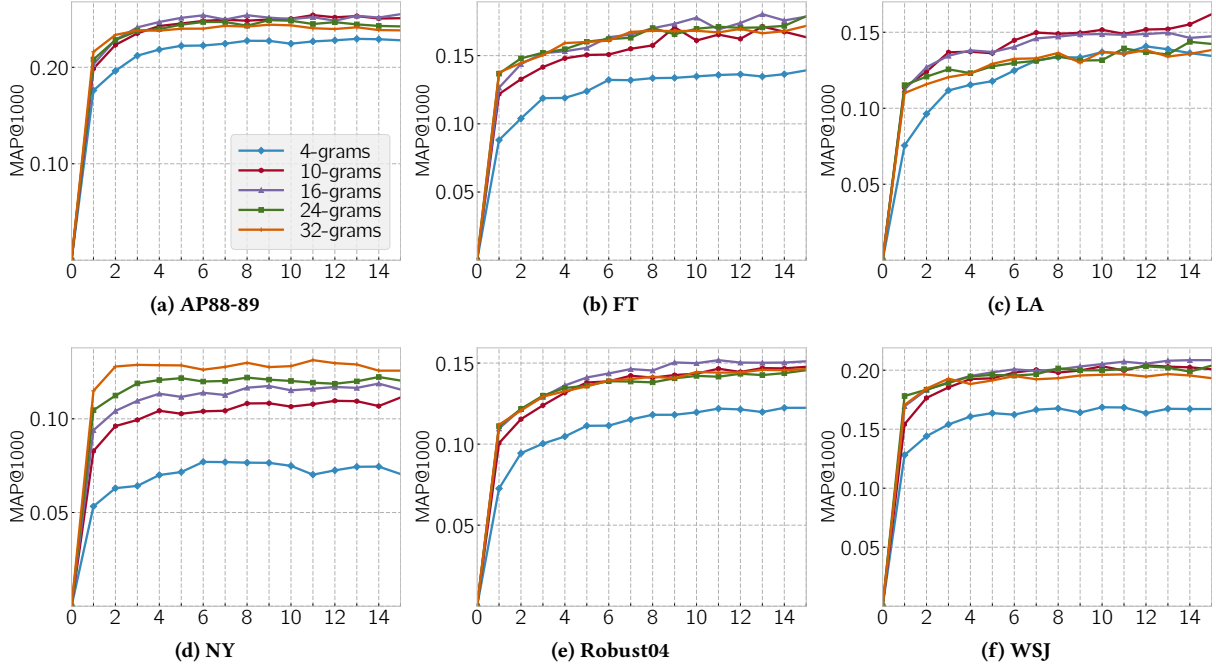 MAP@1000
0.20
0.10
4-grams
10-grams
16-grams
24-grams
32-grams
0 2 4 6 8 10 12 14
(a) AP88-89
MAP@1000
0.15
0.10
0.05
0 2 4 6 8 10 12 14
(b) FT
MAP@1000
0.15
0.10
0.05
0 2 4 6 8 10 12 14
(c) LA
MAP@1000
0.10
0.05
0 2 4 6 8 10 12 14
(d) NY
MAP@1000
0.15
0.10
0.05
0 2 4 6 8 10 12 14
(e) Robust04
MAP@1000
0.20
0.15
0.10
0.05
0 2 4 6 8 10 12 14
(f) WSJ